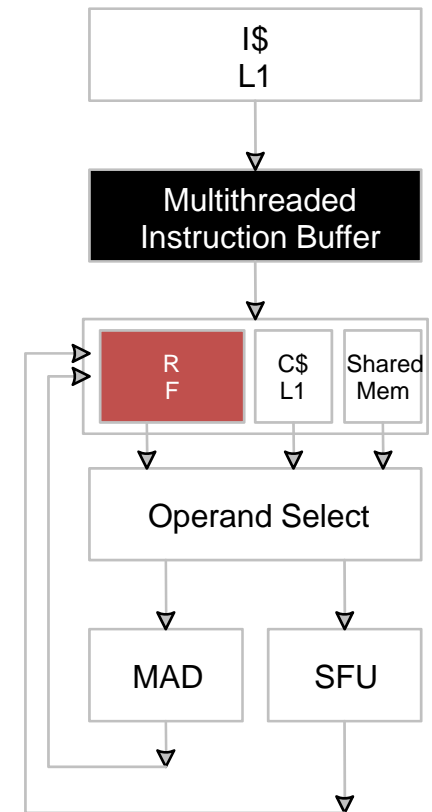 I$
L1
Multithreaded
Instruction Buffer
R
F
C$
L1
Shared
Mem
Operand Select
MAD
SFU